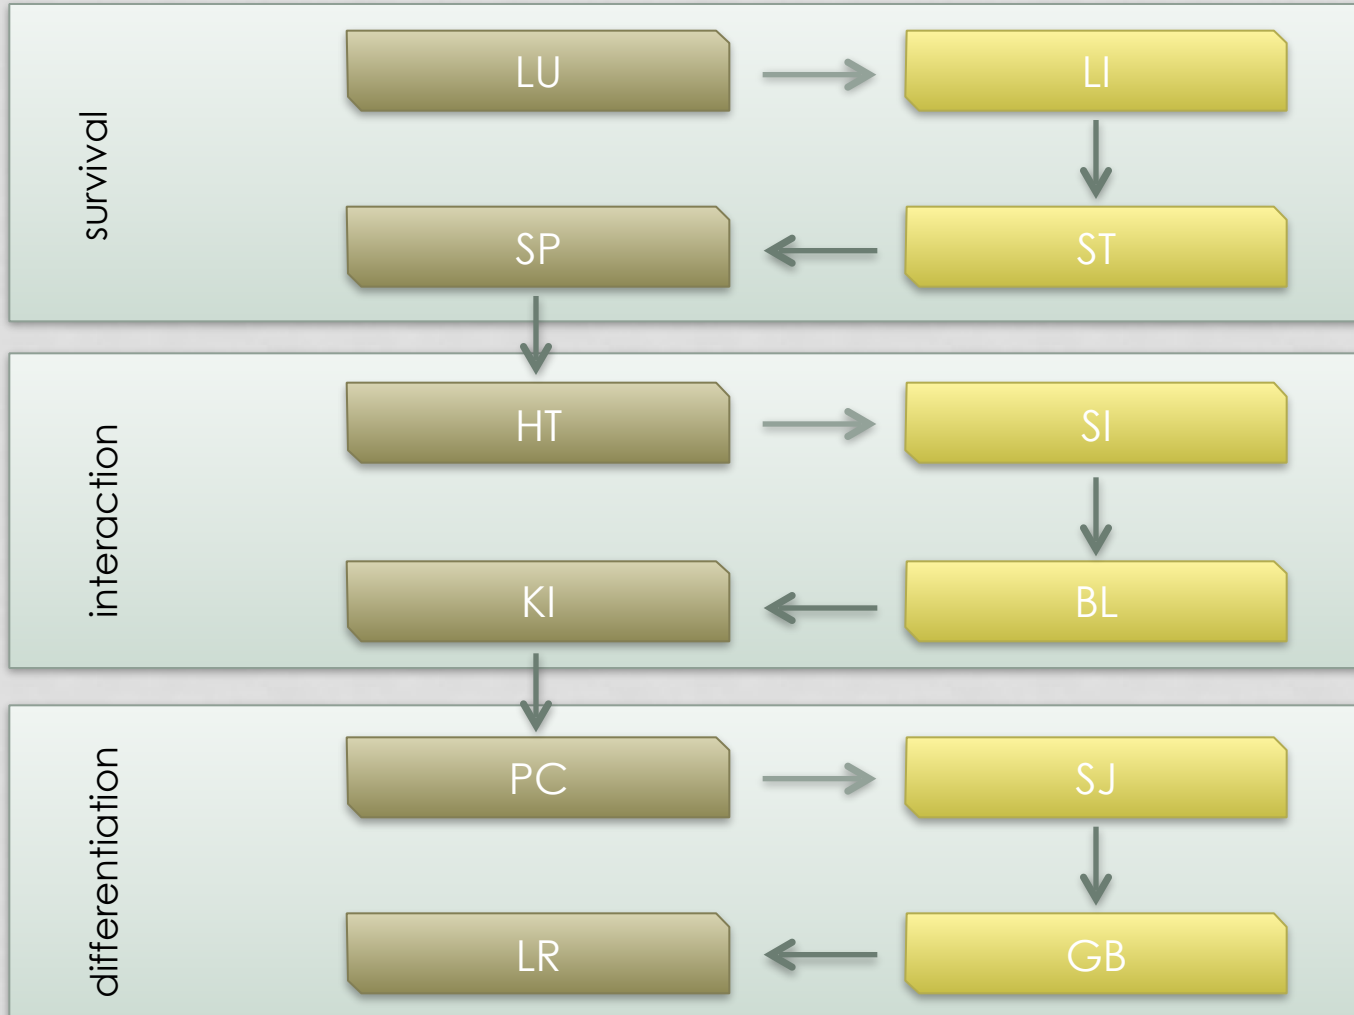 survival
LU
LI
SP
ST
interaction
HT
SI
KI
BL
differentiation
PC
SJ
LR
GB